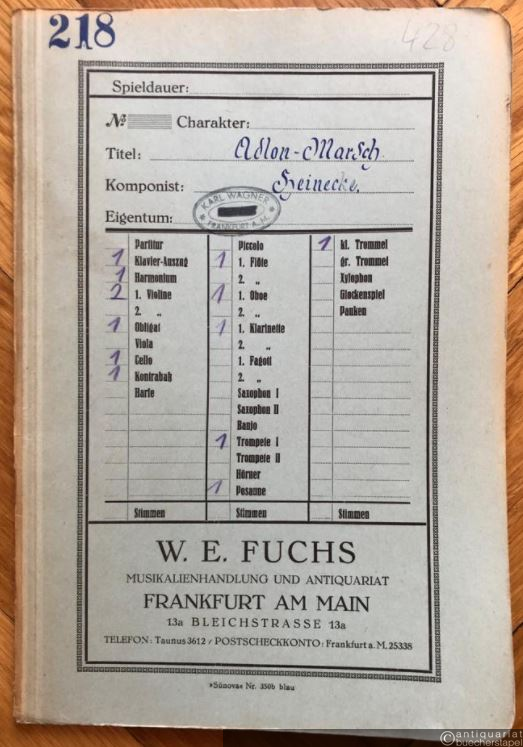 218
428
Spieldauer:
№ Charakter:
Titel: Adlon-Marsch
Komponist: Heinecke.
Eigentum:
KARL WAGNER
FRANKFURT A. M.
Partitur
1 Klavier-Auszug
1 Harmonium
2 1. Violine
2. „
1 Obligat
Viola
1 Cello
1 Kontrabaß
Harfe
Stimmen
Piccolo
1 1. Flöte
2. „
1 1. Oboe
2. „
1 1. Klarinette
2. „
1. Fagott
2. „
Saxophon I
Saxophon II
Banjo
1 Trompete I
Trompete II
Hörner
1 Posaune
Stimmen
1 kl. Trommel
gr. Trommel
Xylophon
Glockenspiel
Pauken
Stimmen
W. E. FUCHS
MUSIKALIENHANDLUNG UND ANTIQUARIAT
FRANKFURT AM MAIN
13a BLEICHSTRASSE 13a
TELEFON: Taunus 3612 / POSTSCHECKKONTO: Frankfurt a. M. 25338
»Sünova« Nr. 350b blau
©antiquariat
buecherstapel